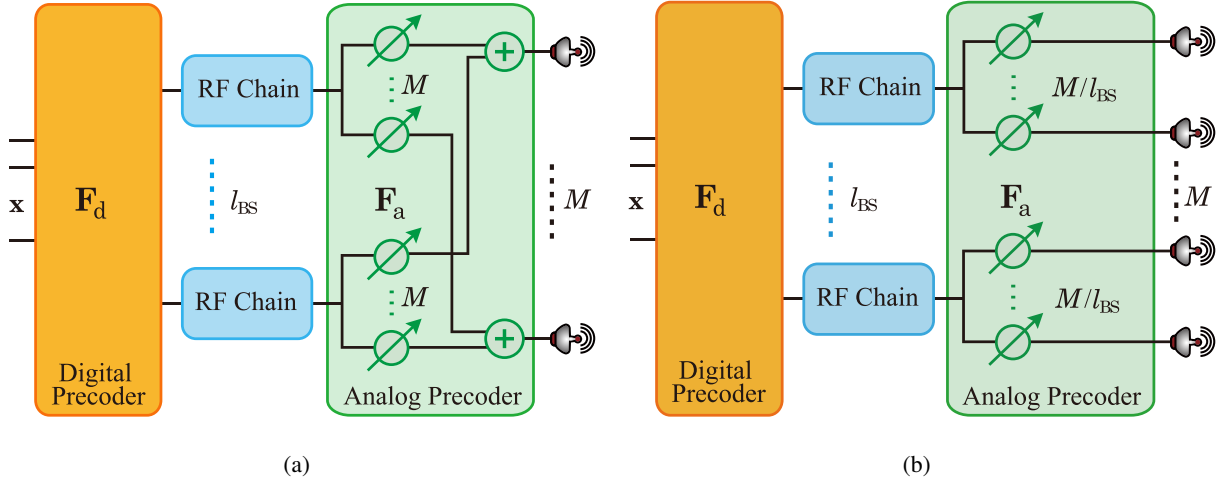 x
F_d
Digital
Precoder
RF Chain
l_BS
RF Chain
M
F_a
M
Analog Precoder
M
(a)
x
F_d
Digital
Precoder
RF Chain
l_BS
RF Chain
M/l_BS
F_a
M/l_BS
Analog Precoder
M
(b)